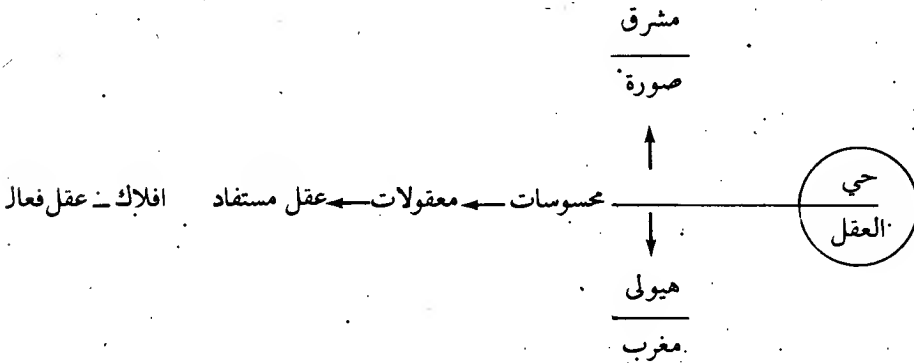 مشرق
صورة
حي
العقل
محسوسات ← معقولات ← عقل مستفاد افلاك – عقل فعال
هيولى
مغرب